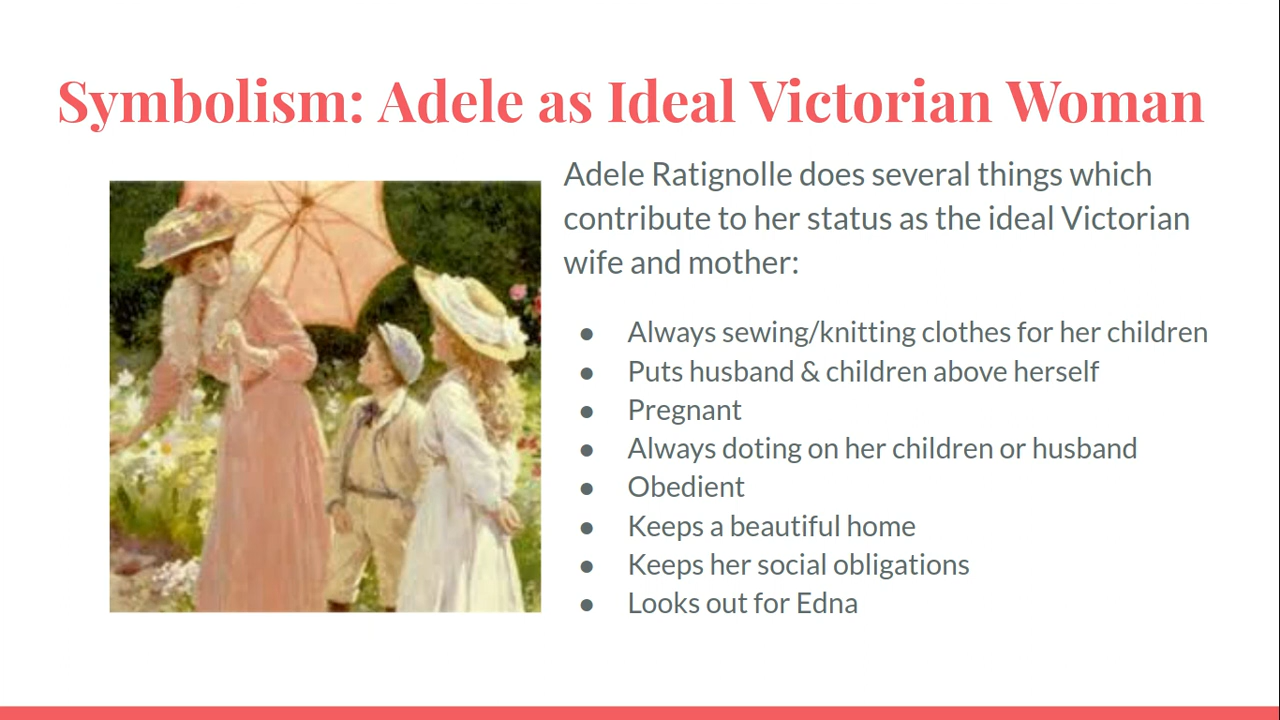 Symbolism: Adele as Ideal Victorian Woman
Adele Ratignolle does several things which
contribute to her status as the ideal Victorian
wife and mother:
● Always sewing/knitting clothes for her children
● Puts husband & children above herself
● Pregnant
● Always doting on her children or husband
● Obedient
● Keeps a beautiful home
● Keeps her social obligations
● Looks out for Edna